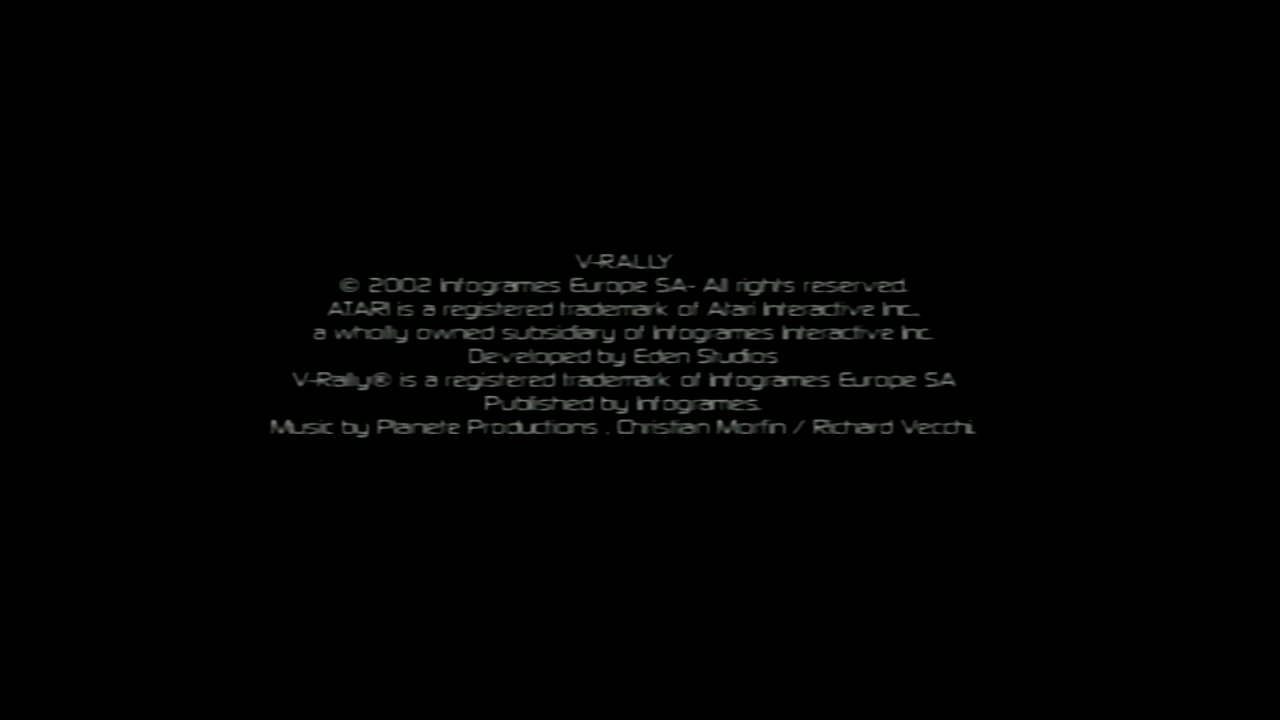 V-RALLY
© 2002 Infogrames Europe SA- All rights reserved.
ATARI is a registered trademark of Atari Interactive Inc.,
a wholly owned subsidiary of Infogrames Interactive Inc.
Developed by Eden Studios
V-Rally® is a registered trademark of Infogrames Europe SA
Published by Infogrames.
Music by Planete Productions , Christian Morfin / Richard Vecchi.